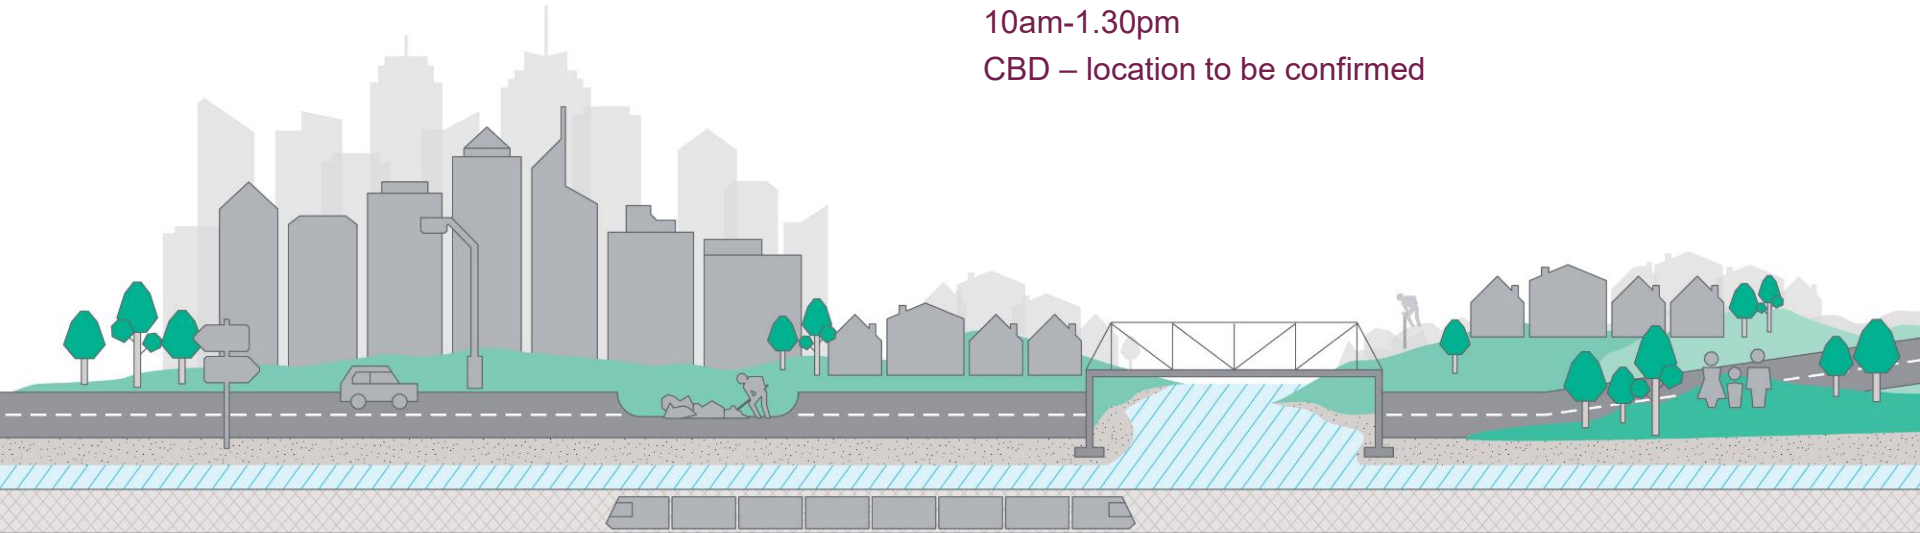 10am-1.30pm
CBD – location to be confirmed